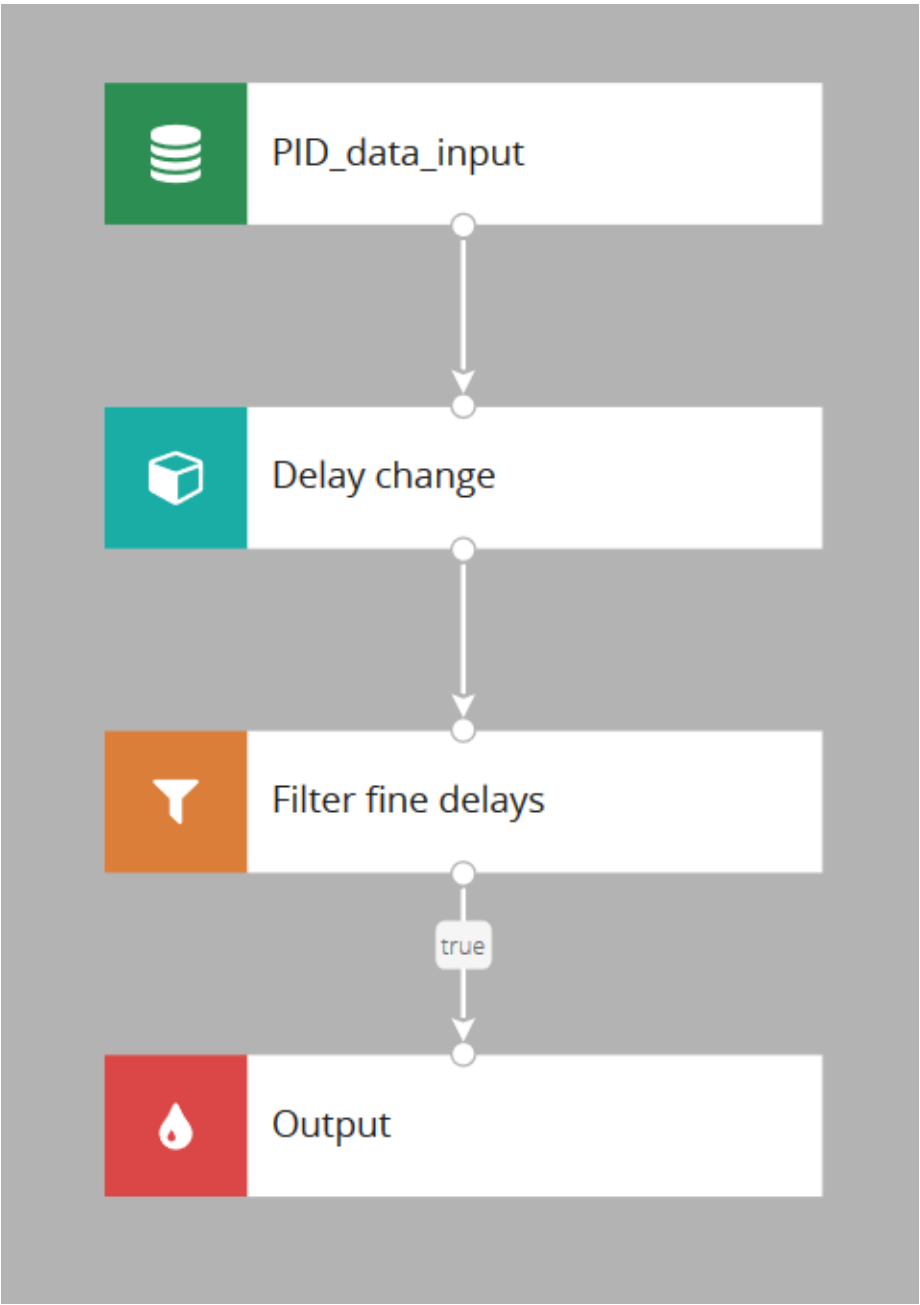 PID_data_input
Delay change
Filter fine delays
true
Output